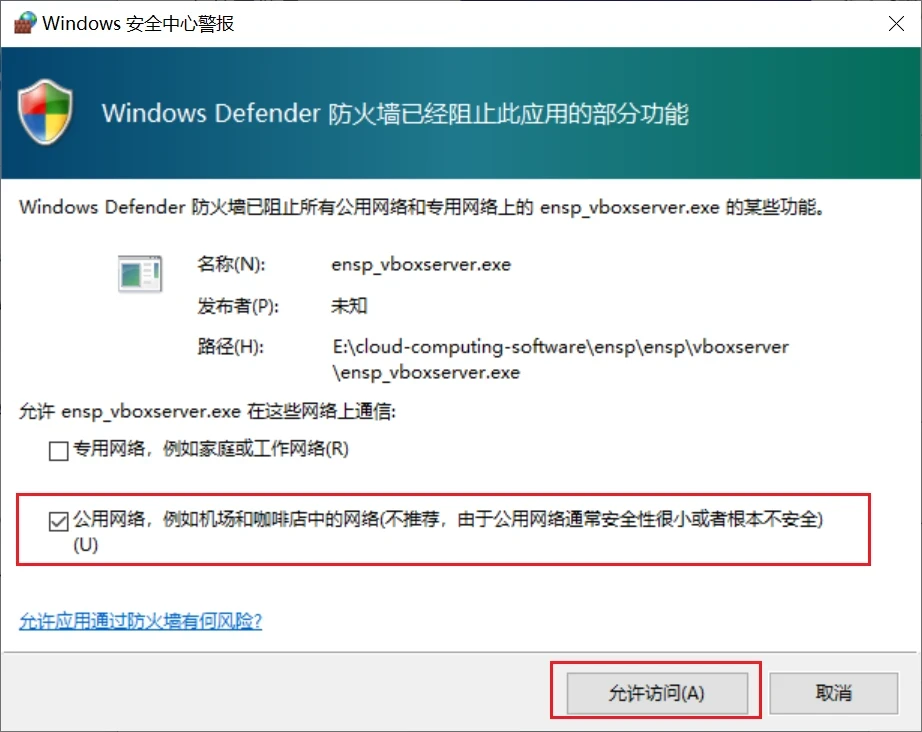 Windows 安全中心警报
Windows Defender 防火墙已经阻止此应用的部分功能
Windows Defender 防火墙已阻止所有公用网络和专用网络上的 ensp_vboxserver.exe 的某些功能。
名称(N): ensp_vboxserver.exe
发布者(P): 未知
路径(H): E:\cloud-computing-software\ensp\ensp\vboxserver
\ensp_vboxserver.exe
允许 ensp_vboxserver.exe 在这些网络上通信:
专用网络，例如家庭或工作网络(R)
公用网络，例如机场和咖啡店中的网络(不推荐，由于公用网络通常安全性很小或者根本不安全)
(U)
允许应用通过防火墙有何风险?
允许访问(A) 取消